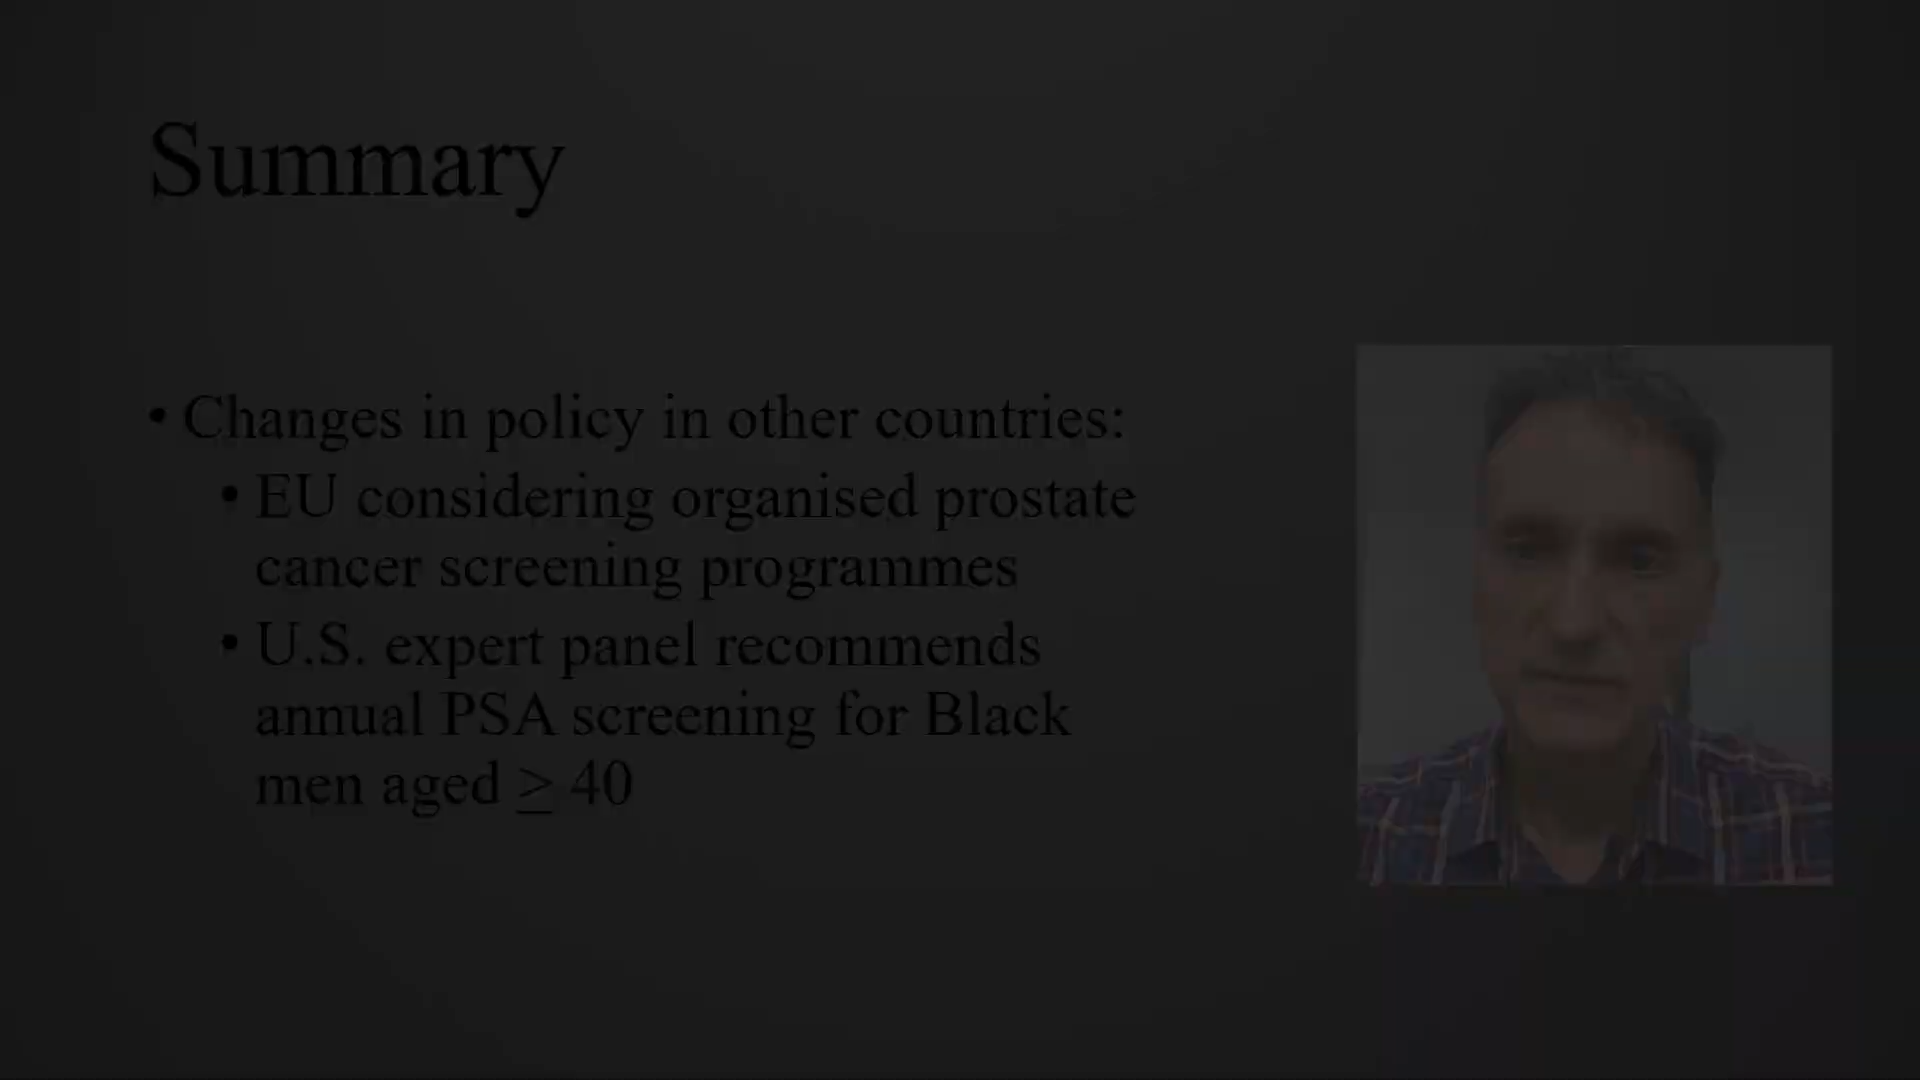 Summary
• Changes in policy in other countries:
• EU considering organised prostate
cancer screening programmes
• U.S. expert panel recommends
annual PSA screening for Black
men aged ≥ 40